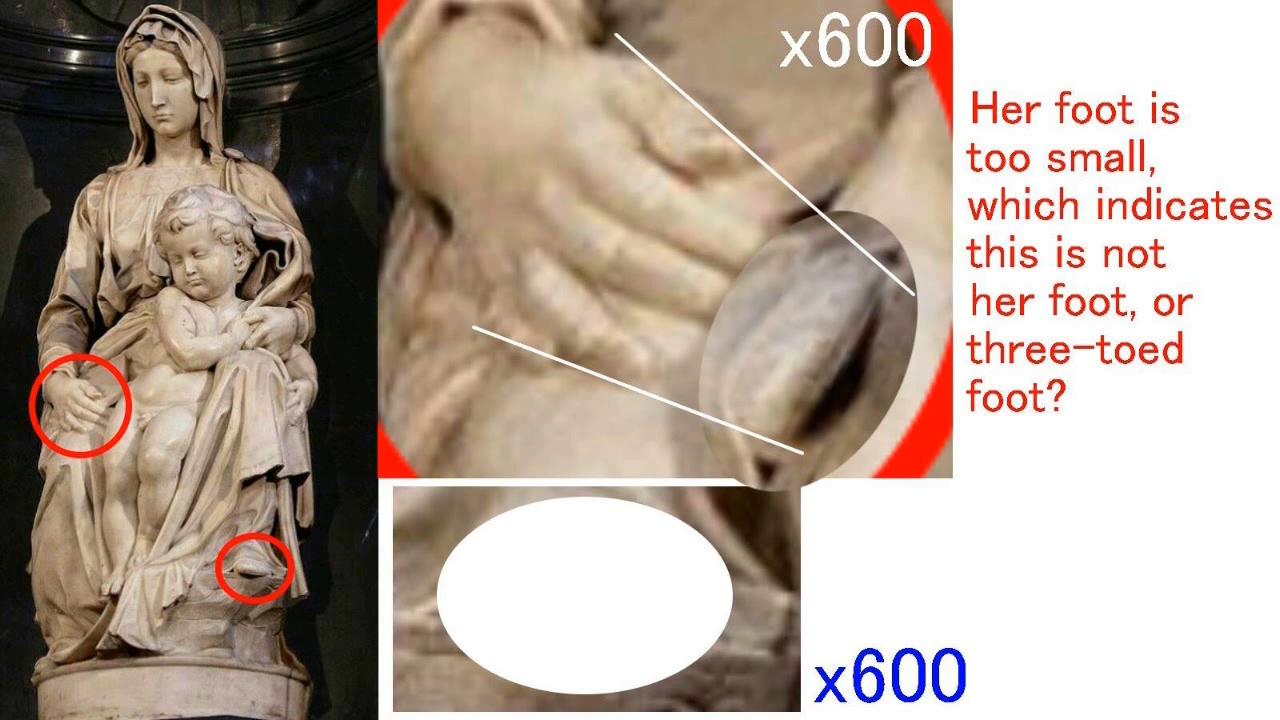 x600
Her foot is
too small,
which indicates
this is not
her foot, or
three-toed
foot?
x600